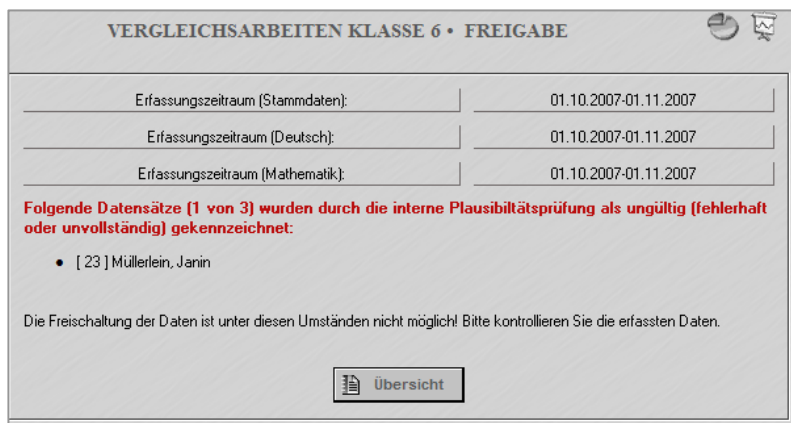 VERGLEICHSARBEITEN KLASSE 6 • FREIGABE
Erfassungszeitraum (Stammdaten): 01.10.2007-01.11.2007
Erfassungszeitraum (Deutsch): 01.10.2007-01.11.2007
Erfassungszeitraum (Mathematik): 01.10.2007-01.11.2007
Folgende Datensätze (1 von 3) wurden durch die interne Plausibiltätsprüfung als ungültig (fehlerhaft
oder unvollständig) gekennzeichnet:
• [ 23 ] Müllerlein, Janin
Die Freischaltung der Daten ist unter diesen Umständen nicht möglich! Bitte kontrollieren Sie die erfassten Daten.
Übersicht